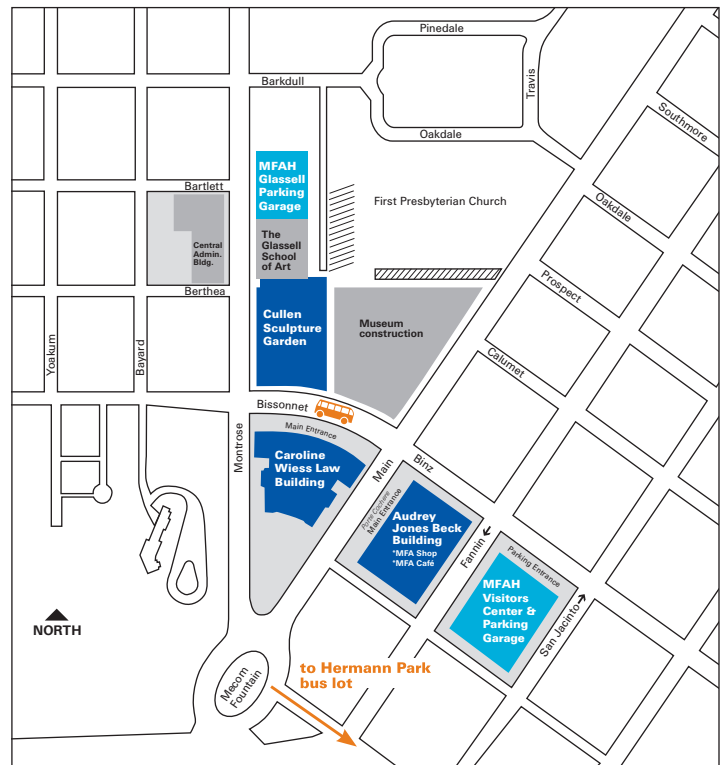 Pinedale
Barkdull
Travis
Southmore
Oakdale
MFAH
Glassell
Parking
Garage
Bartlett
First Presbyterian Church
Oakdale
The
Glassell
School
of Art
Central
Admin.
Bldg.
Prospect
Berthea
Cullen
Sculpture
Garden
Museum
construction
Calumet
Yoakum
Bayard
Bissonnet
Montrose
Main Entrance
Caroline
Wiess Law
Building
Main
Binz
Porte Cochere
Main Entrance
Audrey
Jones Beck
Building
*MFA Shop
*MFA Café
Fannin
Parking Entrance
MFAH
Visitors
Center &
Parking
Garage
San Jacinto
NORTH
Mecom
Fountain
to Hermann Park
bus lot